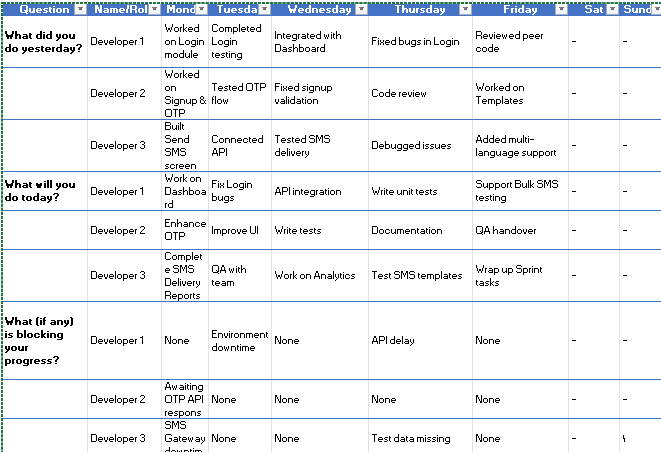 Question Name/Rol Mond Tuesda Wednesday Thursday Friday Sat Sund
What did you do yesterday? Developer 1 Worked on Login module Completed Login testing Integrated with Dashboard Fixed bugs in Login Reviewed peer code - -
Developer 2 Worked on Signup & OTP Tested OTP flow Fixed signup validation Code review Worked on Templates - -
Developer 3 Built Send SMS screen Connected API Tested SMS delivery Debugged issues Added multi-language support - -
What will you do today? Developer 1 Work on Dashboard Fix Login bugs API integration Write unit tests Support Bulk SMS testing - -
Developer 2 Enhance OTP Improve UI Write tests Documentation QA handover - -
Developer 3 Complete SMS Delivery Reports QA with team Work on Analytics Test SMS templates Wrap up Sprint tasks - -
What (if any) is blocking your progress? Developer 1 None Environment downtime None API delay None - -
Developer 2 Awaiting OTP API respons None None None None - -
Developer 3 SMS Gateway downtim None None Test data missing None - \